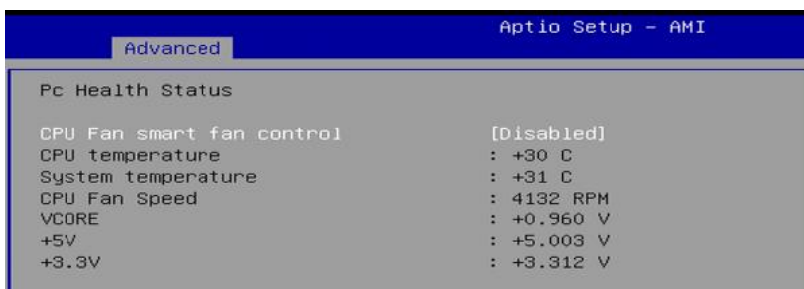 Aptio Setup - AMI
Advanced
Pc Health Status
CPU Fan smart fan control [Disabled]
CPU temperature : +30 C
System temperature : +31 C
CPU Fan Speed : 4132 RPM
VCORE : +0.960 V
+5V : +5.003 V
+3.3V : +3.312 V